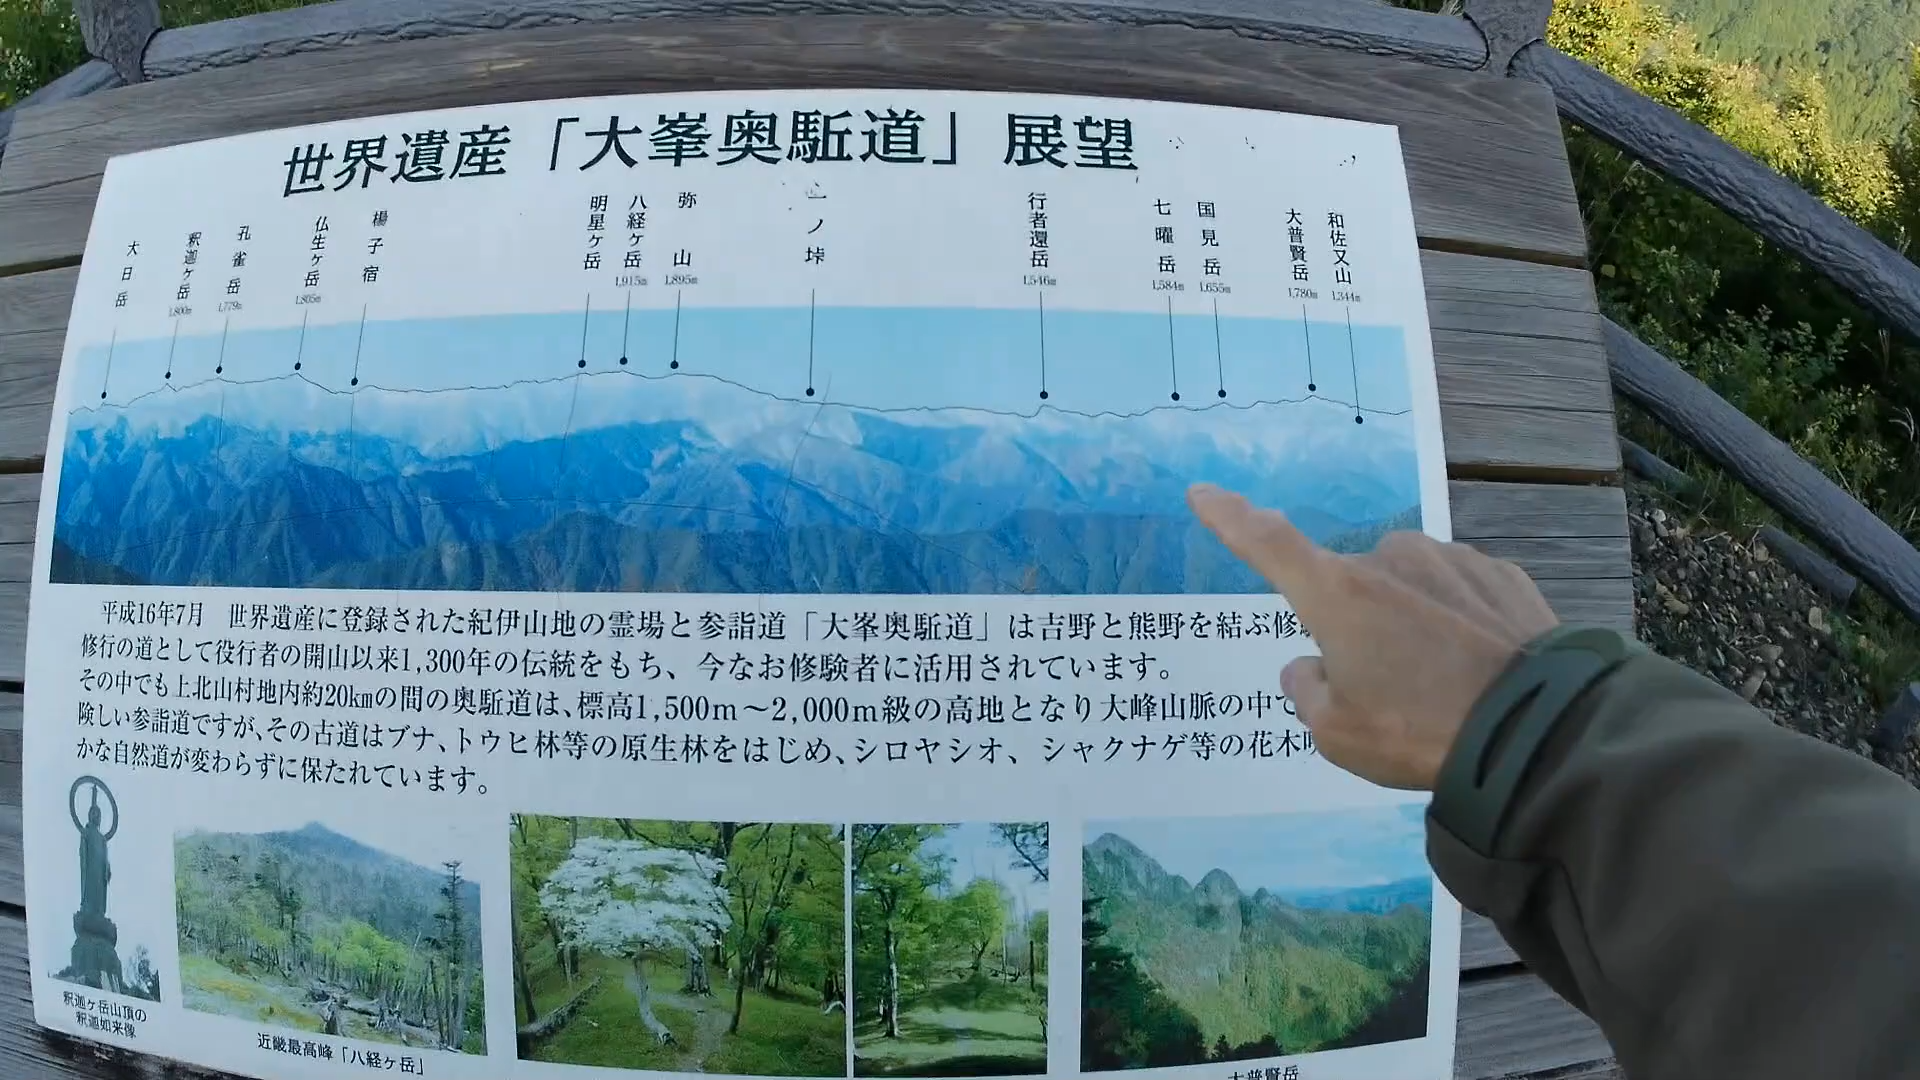 世界遺産「大峯奥駈道」展望
大日岳
釈迦ヶ岳
1,800m
孔雀岳
1,779m
仏生ヶ岳
1,805m
楊子宿
明星ヶ岳
八経ヶ岳
1,915m
弥山
1,895m
一ノ垰
行者還岳
1,546m
七曜岳
1,584m
国見岳
1,655m
大普賢岳
1,780m
和佐又山
1,344m
平成16年7月 世界遺産に登録された紀伊山地の霊場と参詣道「大峯奥駈道」は吉野と熊野を結ぶ修
修行の道として役行者の開山以来1,300年の伝統をもち、今なお修験者に活用されています。
その中でも上北山村地内約20kmの間の奥駈道は、標高1,500m〜2,000m級の高地となり大峰山脈の中で
険しい参詣道ですが、その古道はブナ、トウヒ林等の原生林をはじめ、シロヤシオ、シャクナゲ等の花木
かな自然道が変わらずに保たれています。
釈迦ヶ岳山頂の
釈迦如来像
近畿最高峰「八経ヶ岳」
大普賢岳